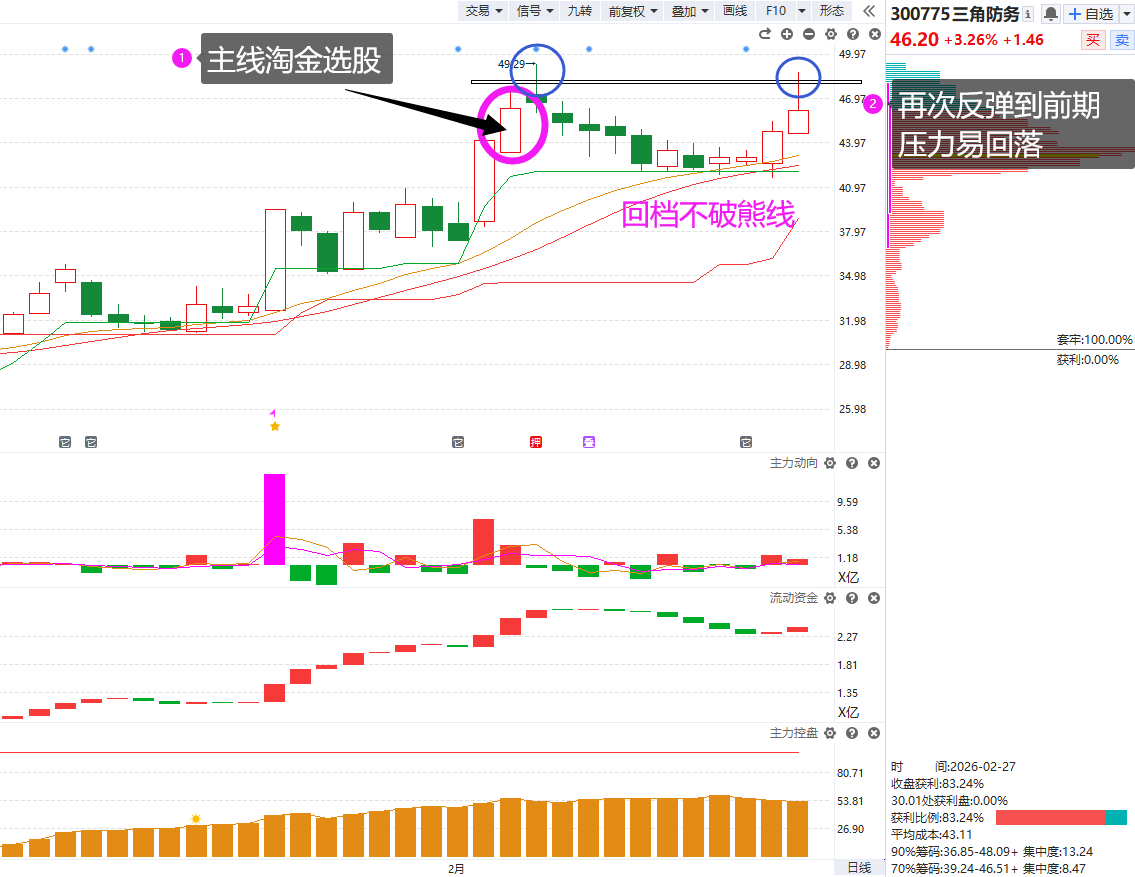 交易 信号 九转 前复权 叠加 画线 F10 形态
300775 三角防务 自选
46.20 +3.26% +1.46 买 卖
1 主线淘金选股
49.29
49.97
46.97
43.97
40.97
37.97
34.98
31.98
28.98
25.98
2 再次反弹到前期
压力易回落
回档不破熊线
套牢:100.00%
获利:0.00%
押
主力动向
9.59
5.38
1.18
X亿
流动资金
2.27
1.81
1.35
X亿
主力控盘
80.71
53.81
26.90
2月
日线
时 间:2026-02-27
收盘获利:83.24%
30.01处获利盘:0.00%
获利比例:83.24%
平均成本:43.11
90%筹码:36.85-48.09+ 集中度:13.24
70%筹码:39.24-46.51+ 集中度:8.47